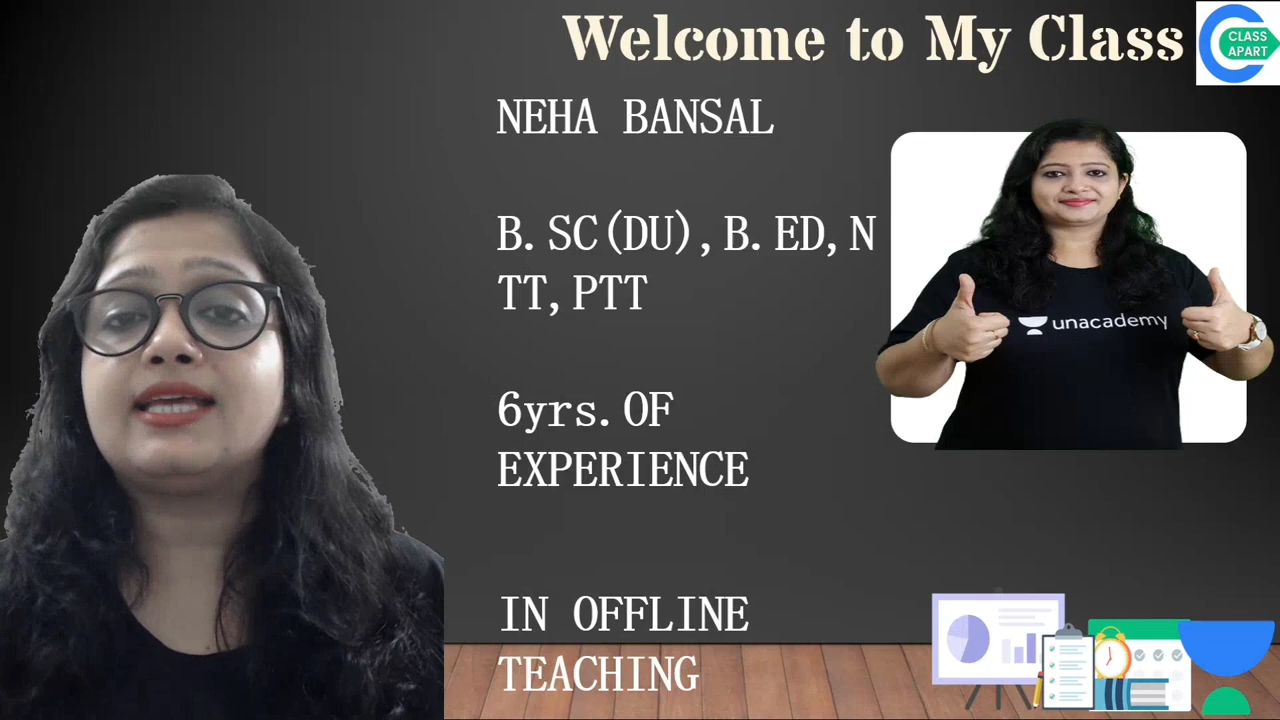 Welcome to My Class
CLASS
APART
NEHA BANSAL
B.SC(DU),B.ED,N
TT,PTT
unacademy
6yrs.OF
EXPERIENCE
IN OFFLINE
TEACHING